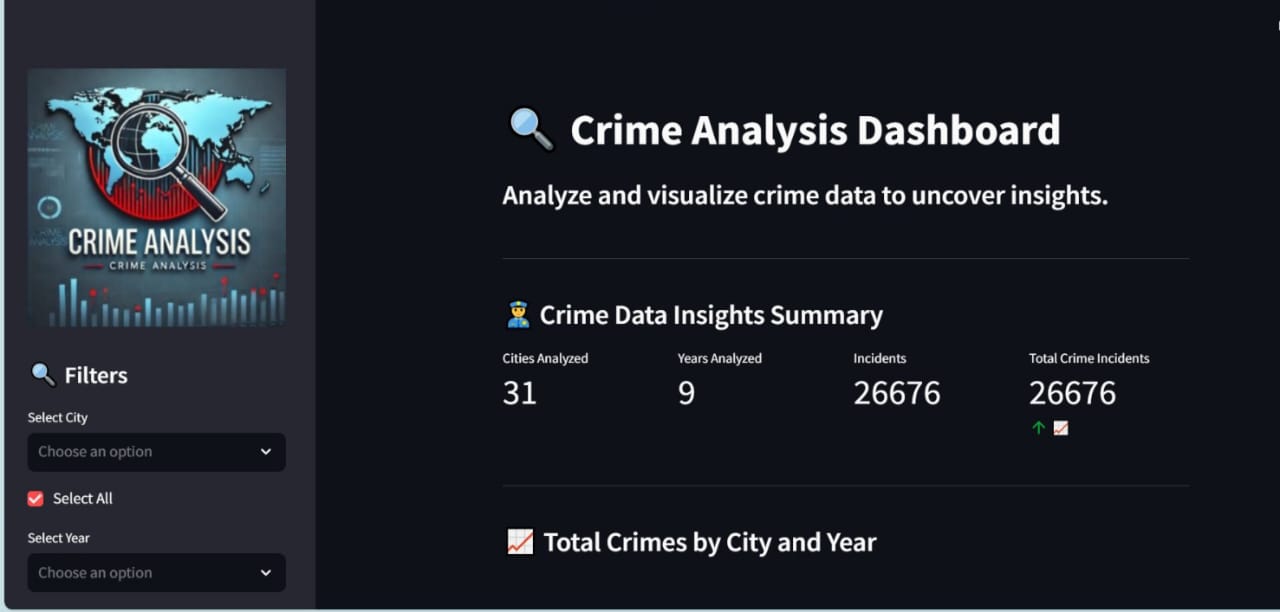 CRIME ANALYSIS
CRIME ANALYSIS
🔍 Filters
Select City
Choose an option
Select All
Select Year
Choose an option
🔍 Crime Analysis Dashboard
Analyze and visualize crime data to uncover insights.
👮 Crime Data Insights Summary
Cities Analyzed
31
Years Analyzed
9
Incidents
26676
Total Crime Incidents
26676
↑ 📈
📈 Total Crimes by City and Year